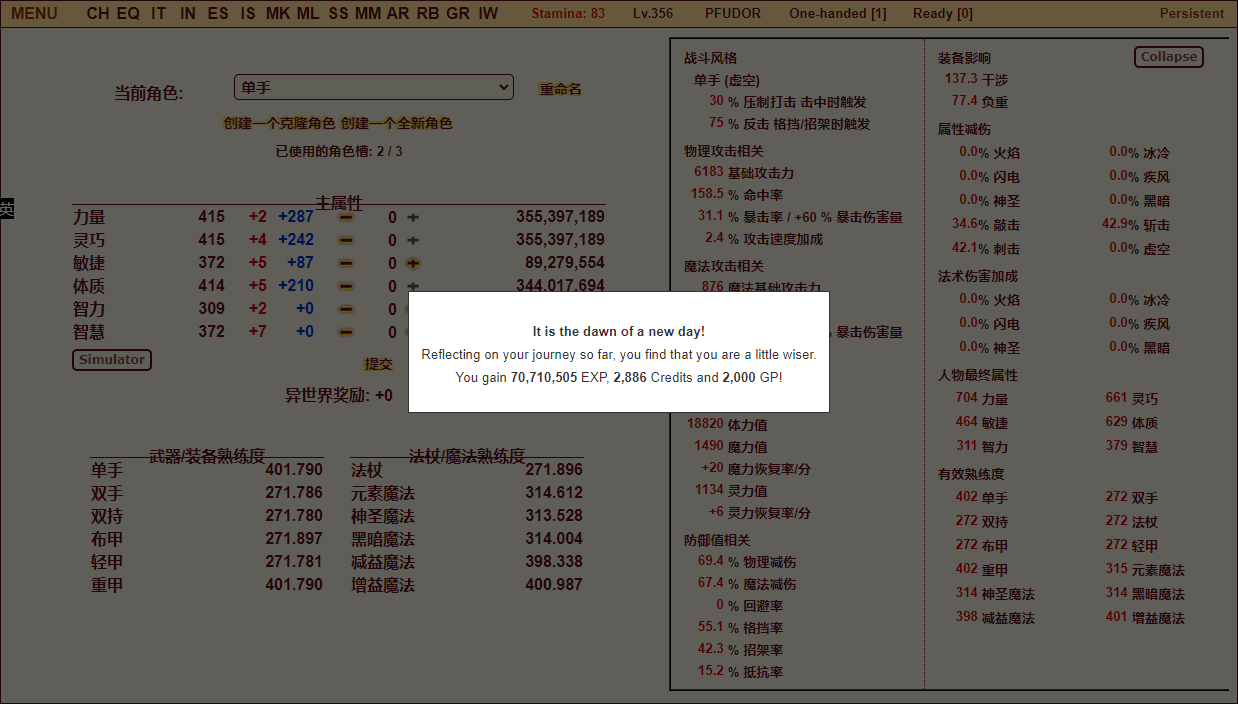 MENU CH EQ IT IN ES IS MK ML SS MM AR RB GR IW Stamina: 83 Lv.356 PFUDOR One-handed [1] Ready [0] Persistent
当前角色: 单手 重命名
创建一个克隆角色 创建一个全新角色
已使用的角色槽: 2 / 3
英
主属性
力量 415 +2 +287 0 355,397,189
灵巧 415 +4 +242 0 355,397,189
敏捷 372 +5 +87 0 89,279,554
体质 414 +5 +210 0 344,017,694
智力 309 +2 +0 0
智慧 372 +7 +0 0
Simulator 提交
异世界奖励: +0
武器/装备熟练度
单手 401.790
双手 271.786
双持 271.780
布甲 271.897
轻甲 271.781
重甲 401.790
法杖/魔法熟练度
法杖 271.896
元素魔法 314.612
神圣魔法 313.528
黑暗魔法 314.004
减益魔法 398.338
增益魔法 400.987
It is the dawn of a new day!
Reflecting on your journey so far, you find that you are a little wiser.
You gain 70,710,505 EXP, 2,886 Credits and 2,000 GP!
战斗风格
单手 (虚空)
30 % 压制打击 击中时触发
75 % 反击 格挡/招架时触发
物理攻击相关
6183 基础攻击力
158.5 % 命中率
31.1 % 暴击率 / +60 % 暴击伤害量
2.4 % 攻击速度加成
魔法攻击相关
876 魔法基础攻击力
% 暴击伤害量
18820 体力值
1490 魔力值
+20 魔力恢复率/分
1134 灵力值
+6 灵力恢复率/分
防御值相关
69.4 % 物理减伤
67.4 % 魔法减伤
0 % 回避率
55.1 % 格挡率
42.3 % 招架率
15.2 % 抵抗率
装备影响 Collapse
137.3 干涉
77.4 负重
属性减伤
0.0% 火焰 0.0% 冰冷
0.0% 闪电 0.0% 疾风
0.0% 神圣 0.0% 黑暗
34.6% 敲击 42.9% 斩击
42.1% 刺击 0.0% 虚空
法术伤害加成
0.0% 火焰 0.0% 冰冷
0.0% 闪电 0.0% 疾风
0.0% 神圣 0.0% 黑暗
人物最终属性
704 力量 661 灵巧
464 敏捷 629 体质
311 智力 379 智慧
有效熟练度
402 单手 272 双手
272 双持 272 法杖
272 布甲 272 轻甲
402 重甲 315 元素魔法
314 神圣魔法 314 黑暗魔法
398 减益魔法 401 增益魔法